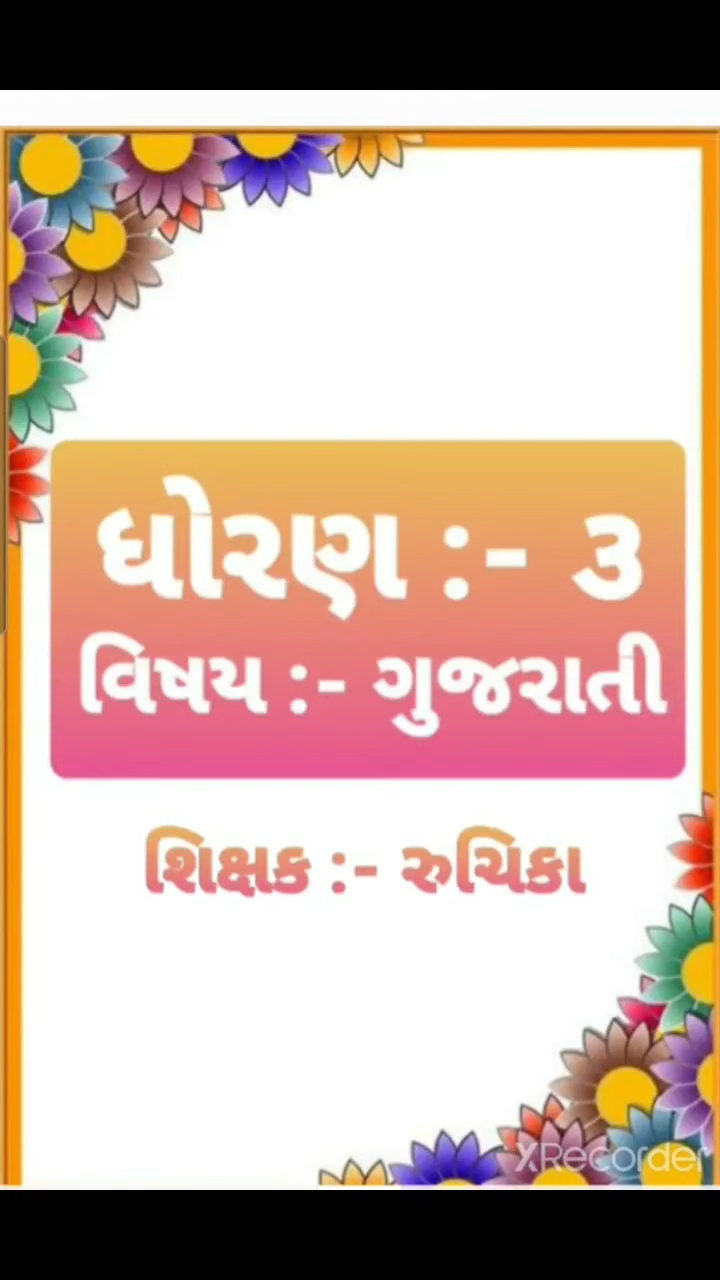 ધોરણ :- ૩
વિષય :- ગુજરાતી
શિક્ષક :- રુચિકા
XRecorder